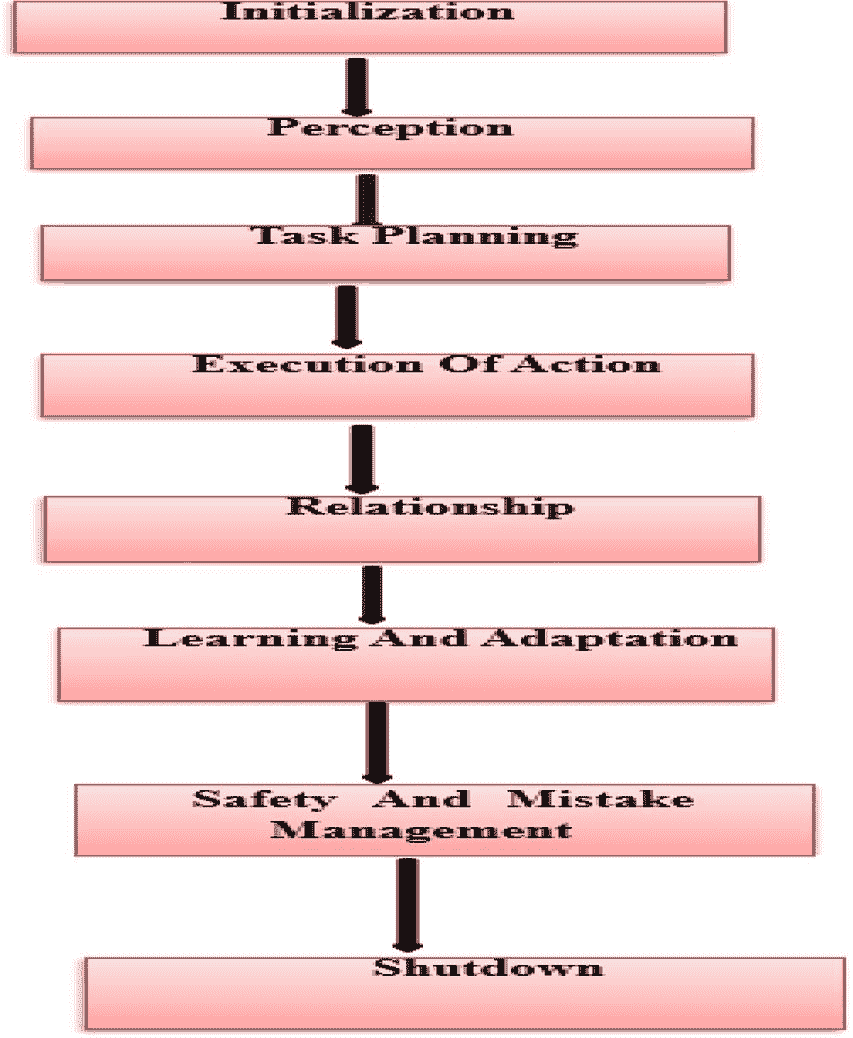 Initialization
Perception
Task Planning
Execution Of Action
Relationship
Learning And Adaptation
Safety And Mistake
Management
Shutdown